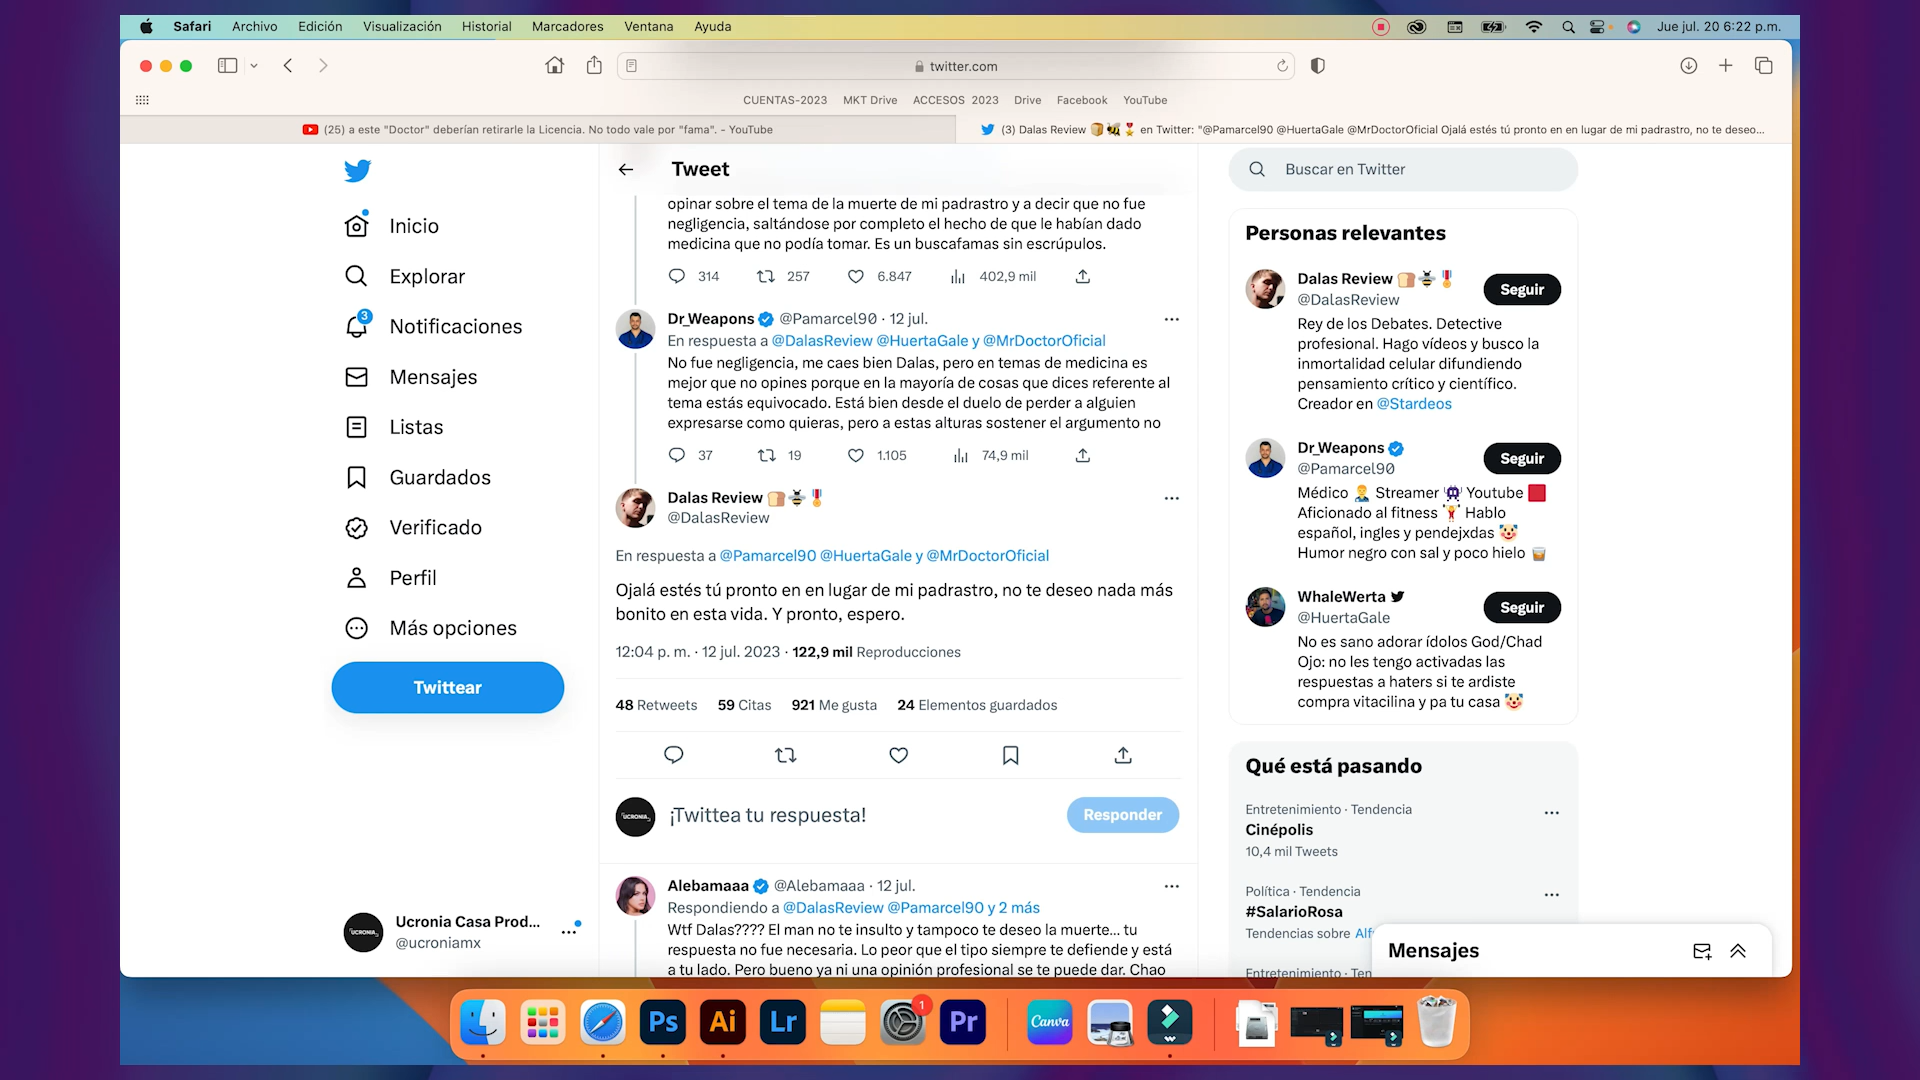 Safari Archivo Edición Visualización Historial Marcadores Ventana Ayuda
Jue jul. 20 6:22 p.m.
twitter.com
CUENTAS-2023 MKT Drive ACCESOS 2023 Drive Facebook YouTube
(25) a este "Doctor" deberían retirarle la Licencia. No todo vale por "fama". - YouTube
(3) Dalas Review 🍞🐝🎖️ en Twitter: "@Pamarcel90 @HuertaGale @MrDoctorOficial Ojalá estés tú pronto en en lugar de mi padrastro, no te deseo...
Inicio
Explorar
3
Notificaciones
Mensajes
Listas
Guardados
Verificado
Perfil
Más opciones
Twittear
UCRONIA_
Ucronia Casa Prod...
@ucroniamx
Tweet
opinar sobre el tema de la muerte de mi padrastro y a decir que no fue
negligencia, saltándose por completo el hecho de que le habían dado
medicina que no podía tomar. Es un buscafamas sin escrúpulos.
314 257 6.847 402,9 mil
Dr_Weapons @Pamarcel90 · 12 jul.
En respuesta a @DalasReview @HuertaGale y @MrDoctorOficial
No fue negligencia, me caes bien Dalas, pero en temas de medicina es
mejor que no opines porque en la mayoría de cosas que dices referente al
tema estás equivocado. Está bien desde el duelo de perder a alguien
expresarse como quieras, pero a estas alturas sostener el argumento no
37 19 1.105 74,9 mil
Dalas Review 🍞🐝🎖️
@DalasReview
En respuesta a @Pamarcel90 @HuertaGale y @MrDoctorOficial
Ojalá estés tú pronto en en lugar de mi padrastro, no te deseo nada más
bonito en esta vida. Y pronto, espero.
12:04 p. m. · 12 jul. 2023 · 122,9 mil Reproducciones
48 Retweets 59 Citas 921 Me gusta 24 Elementos guardados
UCRONIA_
¡Twittea tu respuesta!
Responder
Alebamaaa @Alebamaaa · 12 jul.
Respondiendo a @DalasReview @Pamarcel90 y 2 más
Wtf Dalas???? El man no te insulto y tampoco te deseo la muerte... tu
respuesta no fue necesaria. Lo peor que el tipo siempre te defiende y está
a tu lado. Pero bueno ya ni una opinión profesional se te puede dar. Chao
Buscar en Twitter
Personas relevantes
Dalas Review 🍞🐝🎖️
@DalasReview
Seguir
Rey de los Debates. Detective
profesional. Hago vídeos y busco la
inmortalidad celular difundiendo
pensamiento crítico y científico.
Creador en @Stardeos
Dr_Weapons
@Pamarcel90
Seguir
Médico 👨‍⚕️ Streamer 👾 Youtube 🟥
Aficionado al fitness 🏋️ Hablo
español, ingles y pendejxdas 🤡
Humor negro con sal y poco hielo 🥃
WhaleWerta
@HuertaGale
Seguir
No es sano adorar ídolos God/Chad
Ojo: no les tengo activadas las
respuestas a haters si te ardiste
compra vitacilina y pa tu casa 🤡
Qué está pasando
Entretenimiento · Tendencia
Cinépolis
10,4 mil Tweets
Política · Tendencia
#SalarioRosa
Tendencias sobre Alf
Entretenimiento · Ten
Mensajes
Ps Ai Lr 1 Pr Canva